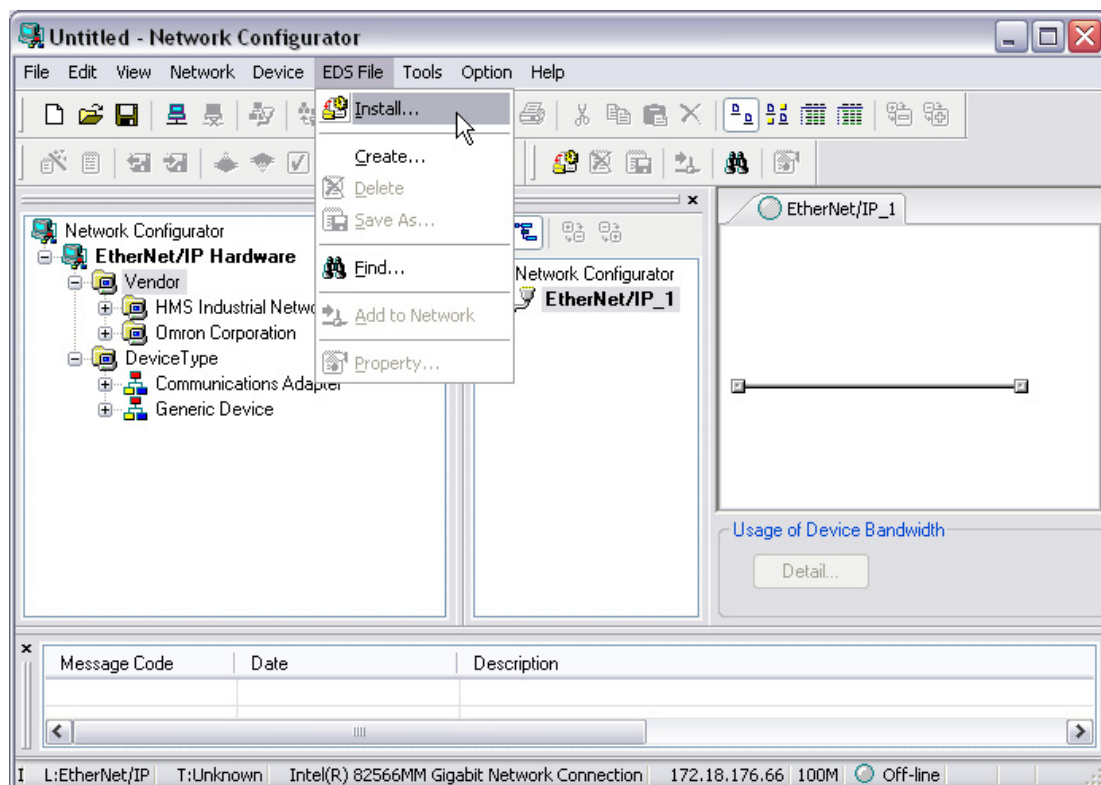 Untitled - Network Configurator
File Edit View Network Device EDS File Tools Option Help
Install...
Create...
Delete
Save As...
Find...
Add to Network
Property...
Network Configurator
EtherNet/IP Hardware
Vendor
HMS Industrial Netwo
Omron Corporation
DeviceType
Communications Adapter
Generic Device
Network Configurator
EtherNet/IP_1
EtherNet/IP_1
Usage of Device Bandwidth
Detail...
Message Code Date Description
I L:EtherNet/IP T:Unknown Intel(R) 82566MM Gigabit Network Connection 172.18.176.66 100M Off-line